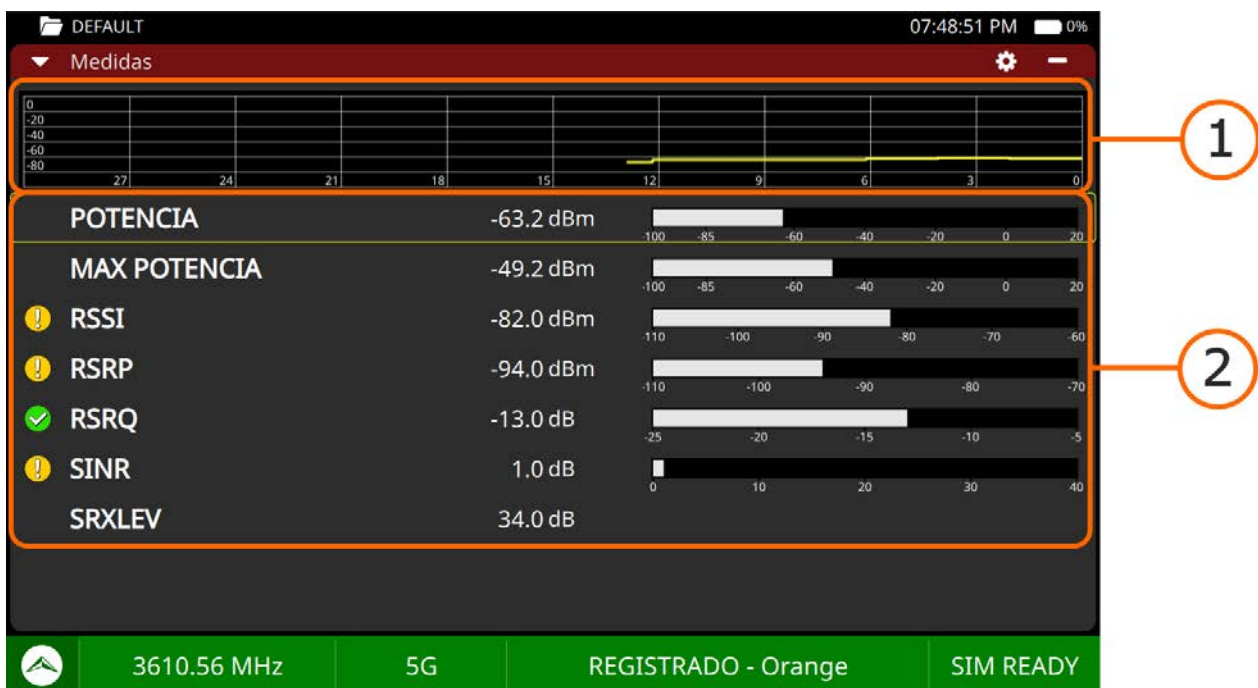 DEFAULT 07:48:51 PM 0%
Medidas
0
-20
-40
-60
-80
27 24 21 18 15 12 9 6 3 0
1
POTENCIA -63.2 dBm
-100 -85 -60 -40 -20 0 20
MAX POTENCIA -49.2 dBm
-100 -85 -60 -40 -20 0 20
RSSI -82.0 dBm
-110 -100 -90 -80 -70 -60
RSRP -94.0 dBm
-110 -100 -90 -80 -70
2
RSRQ -13.0 dB
-25 -20 -15 -10 -5
SINR 1.0 dB
0 10 20 30 40
SRXLEV 34.0 dB
3610.56 MHz 5G REGISTRADO - Orange SIM READY